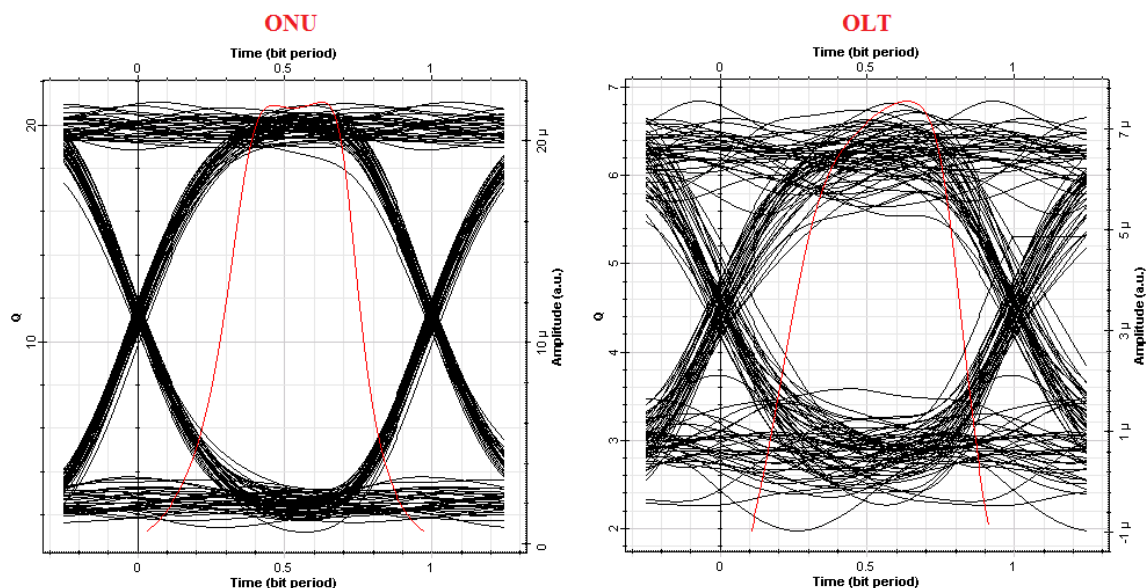 ONU
Time (bit period)
0 0.5 1
20
10
Q
20 µ
10 µ
0
Amplitude (a.u.)
0 0.5 1
Time (bit period)
OLT
Time (bit period)
0 0.5 1
7
6
5
4
3
2
Q
7 µ
5 µ
3 µ
1 µ
-1 µ
Amplitude (a.u.)
0 0.5 1
Time (bit period)